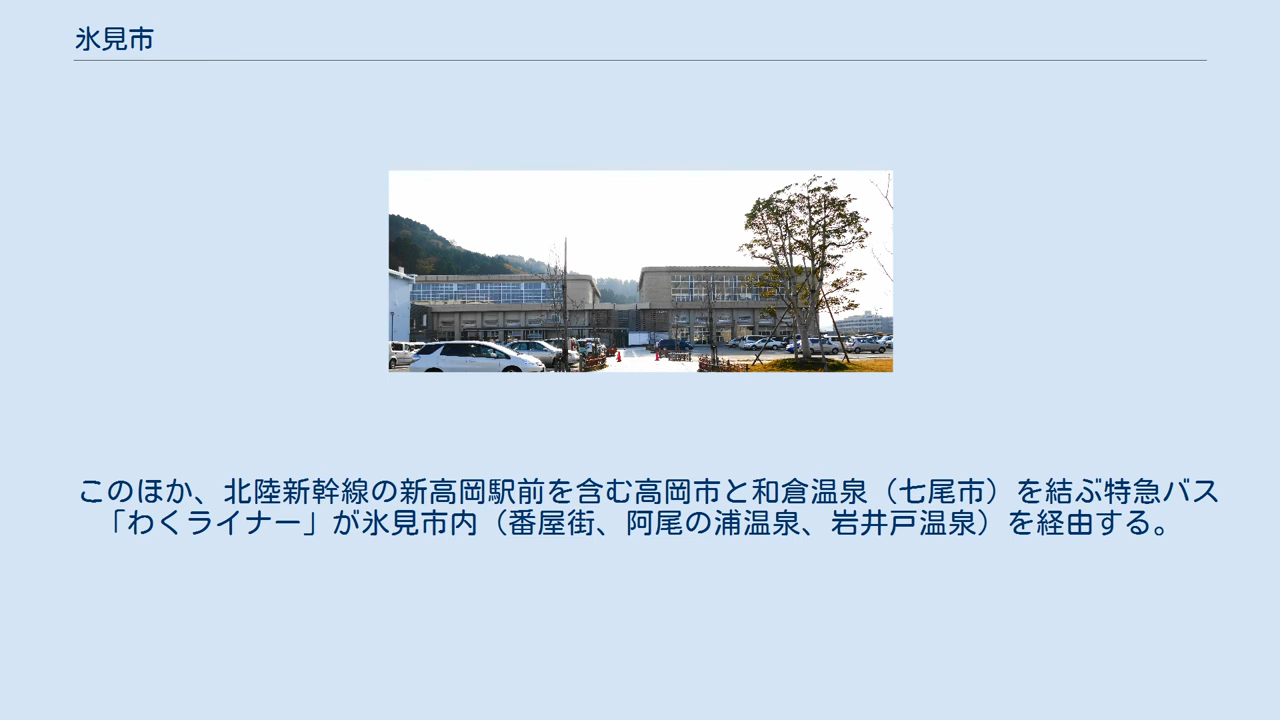 氷見市
このほか、北陸新幹線の新高岡駅前を含む高岡市と和倉温泉（七尾市）を結ぶ特急バス
「わくライナー」が氷見市内（番屋街、阿尾の浦温泉、岩井戸温泉）を経由する。